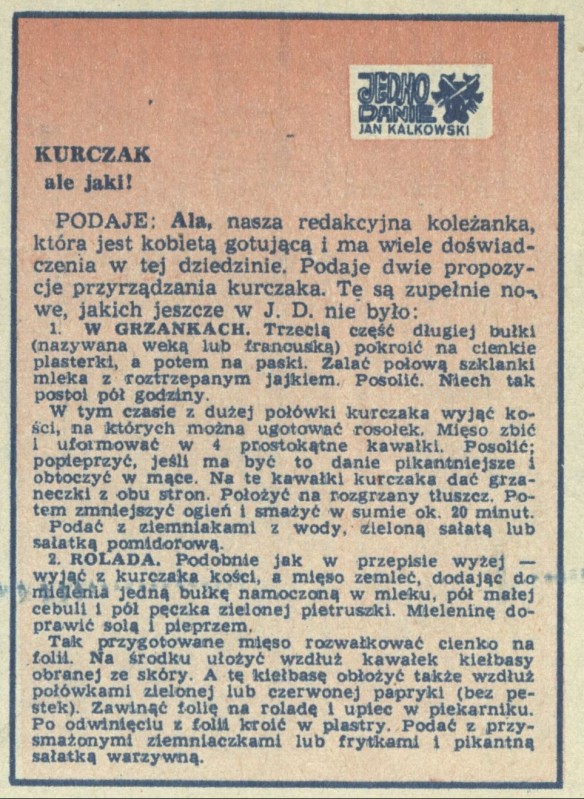 JEDNO
DANIE
JAN KALKOWSKI
KURCZAK
ale jaki!
PODAJE: Ala, nasza redakcyjna koleżanka,
która jest kobietą gotującą i ma wiele doświad-
czenia w tej dziedzinie. Podaje dwie propozy-
cje przyrządzania kurczaka. Te są zupełnie no-
we, jakich jeszcze w J. D. nie było:
1. W GRZANKACH. Trzecią część długiej bułki
(nazywana weką lub francuską) pokroić na cienkie
plasterki, a potem na paski. Zalać połową szklanki
mleka z roztrzepanym jajkiem. Posolić. Niech tak
postoi pół godziny.
W tym czasie z dużej połówki kurczaka wyjąć ko-
ści, na których można ugotować rosołek. Mięso zbić
i uformować w 4 prostokątne kawałki. Posolić;
popieprzyć, jeśli ma być to danie pikantniejsze i
obtoczyć w mące. Na te kawałki kurczaka dać grza-
neczki z obu stron. Położyć na rozgrzany tłuszcz. Po-
tem zmniejszyć ogień i smażyć w sumie ok. 20 minut.
Podać z ziemniakami z wody, zieloną sałatą lub
sałatką pomidorową.
2. ROLADA. Podobnie jak w przepisie wyżej —
wyjąć z kurczaka kości, a mięso zemleć, dodając do
mielenia jedną bułkę namoczoną w mleku, pół małej
cebuli i pół pęczka zielonej pietruszki. Mieleninę do-
prawić solą i pieprzem.
Tak przygotowane mięso rozwałkować cienko na
folii. Na środku ułożyć wzdłuż kawałek kiełbasy
obranej ze skóry. A tę kiełbasę obłożyć także wzdłuż
połówkami zielonej lub czerwonej papryki (bez pe-
stek). Zawinąć folię na roladę i upiec w piekarniku.
Po odwinięciu z folii kroić w plastry. Podać z przy-
smażonymi ziemniaczkami lub frytkami i pikantną
sałatką warzywną.